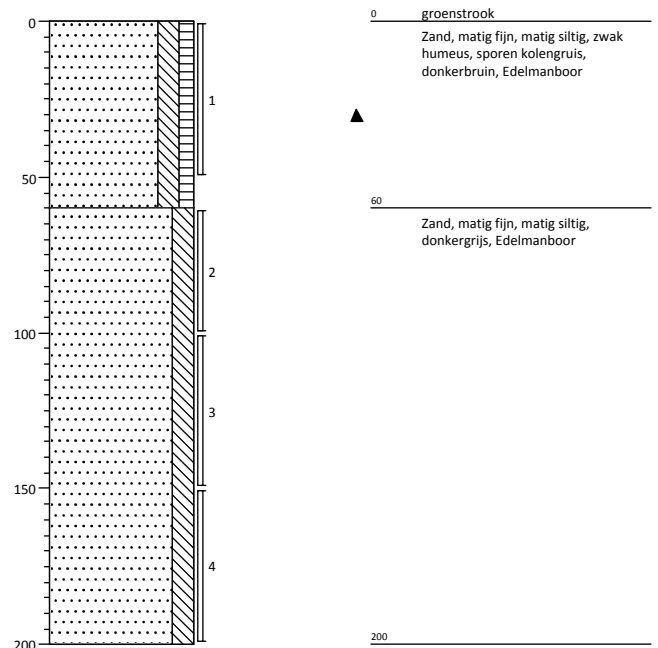 0
50
100
150
200
1
2
3
4
0 groenstrook
Zand, matig fijn, matig siltig, zwak
humeus, sporen kolengruis,
donkerbruin, Edelmanboor
60
Zand, matig fijn, matig siltig,
donkergrijs, Edelmanboor
200